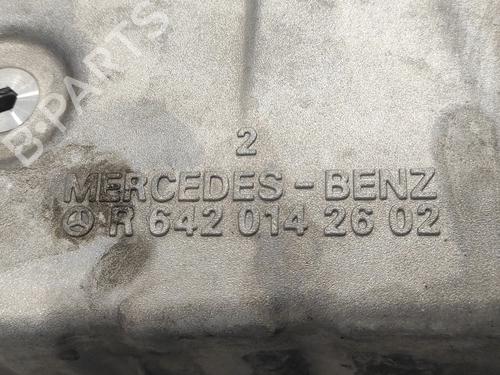 B-PARTS
2
MERCEDES-BENZ
R 642 014 26 02